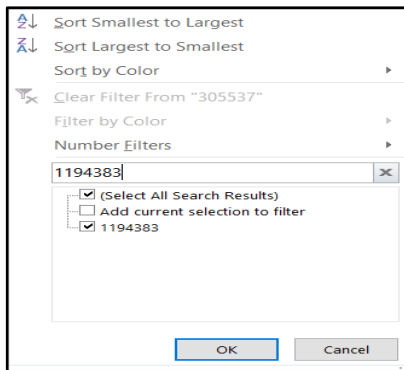 Sort Smallest to Largest
Sort Largest to Smallest
Sort by Color
Clear Filter From "305537"
Filter by Color
Number Filters
1194383
(Select All Search Results)
Add current selection to filter
1194383
OK Cancel